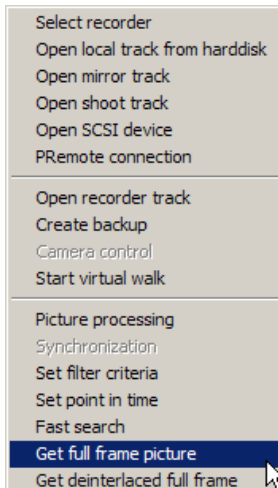 Select recorder
Open local track from harddisk
Open mirror track
Open shoot track
Open SCSI device
PRemote connection
Open recorder track
Create backup
Camera control
Start virtual walk
Picture processing
Synchronization
Set filter criteria
Set point in time
Fast search
Get full frame picture
Get deinterlaced full frame